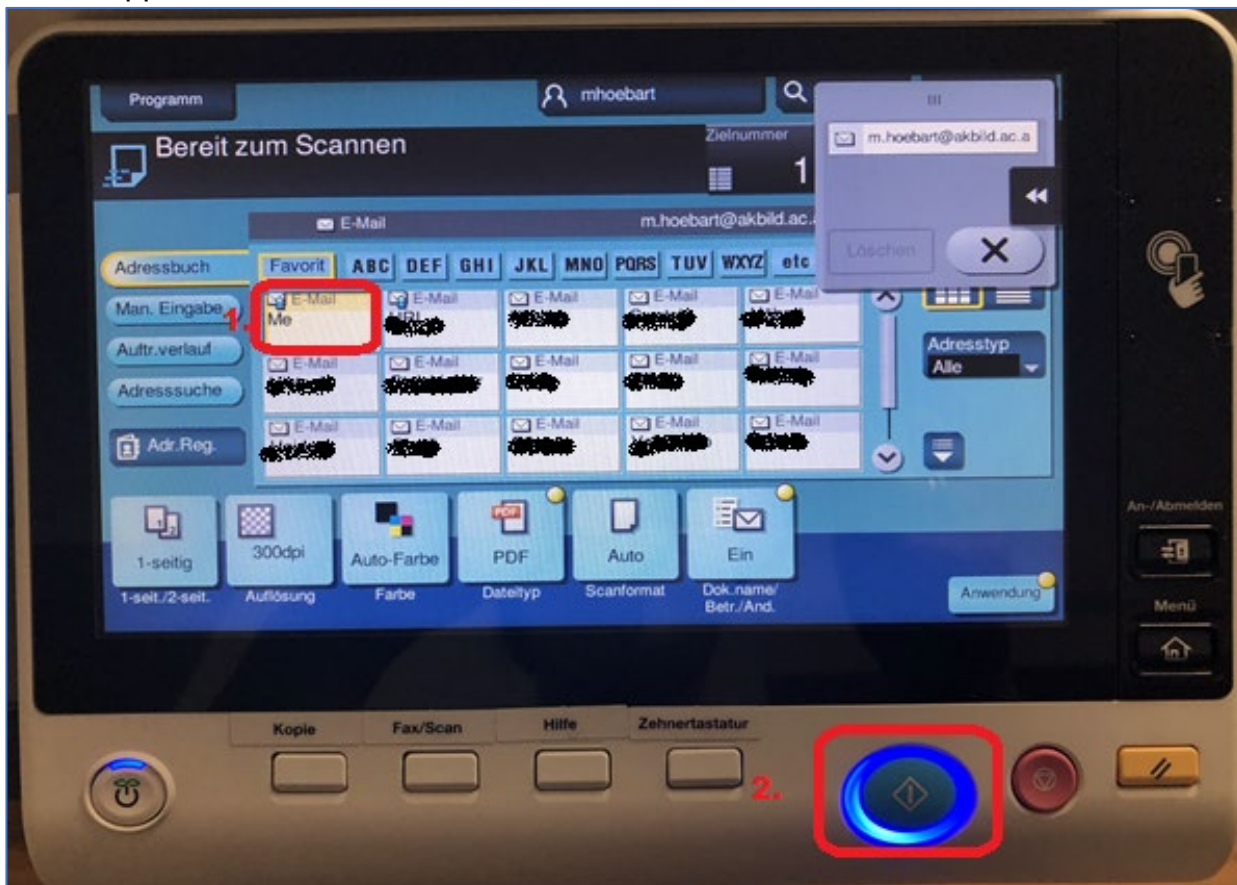 Programm
mhoebart
Bereit zum Scannen
Zielnummer
1
m.hoebart@akbild.ac.a
E-Mail
m.hoebart@akbild.ac.
Löschen
Adressbuch
Favorit ABC DEF GHI JKL MNO PQRS TUV WXYZ etc
Man. Eingabe
1.
E-Mail E-Mail E-Mail E-Mail E-Mail
Me
Auftr.verlauf
Adresstyp
Alle
E-Mail E-Mail E-Mail E-Mail E-Mail
Adresssuche
E-Mail E-Mail E-Mail E-Mail E-Mail
Adr.Reg.
1-seitig 300dpi Auto-Farbe PDF Auto Ein
1-seit./2-seit. Auflösung Farbe Dateityp Scanformat Dok.name/
Betr./And.
Anwendung
An-/Abmelden
Menü
Kopie Fax/Scan Hilfe Zehnertastatur
2.